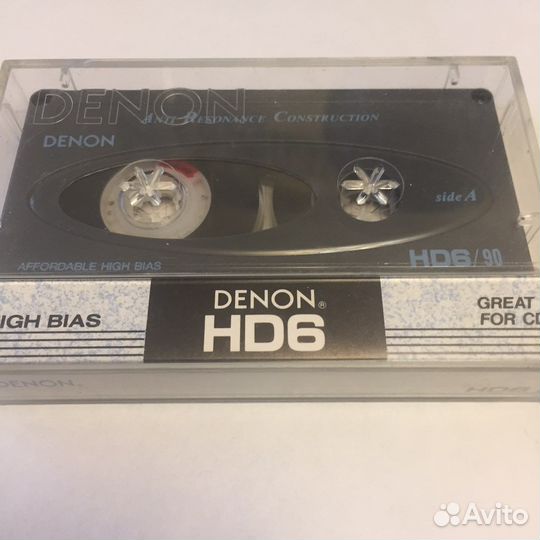 DENON
ANTI RESONANCE CONSTRUCTION
DENON
side A
AFFORDABLE HIGH BIAS
HD6/90
DENON®
HD6
IGH BIAS
GREAT
FOR CD
DENON
HD6
Avito